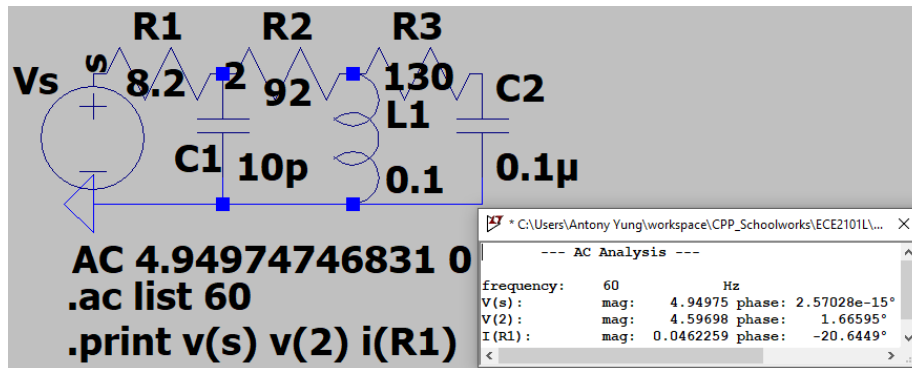 R1 R2 R3
Vs s 8.2 2 92 130 C2
L1
C1 10p 0.1 0.1µ
AC 4.94974746831 0
.ac list 60
.print v(s) v(2) i(R1)
* C:\Users\Antony Yung\workspace\CPP_Schoolworks\ECE2101L\...
--- AC Analysis ---
frequency: 60 Hz
V(s): mag: 4.94975 phase: 2.57028e-15°
V(2): mag: 4.59698 phase: 1.66595°
I(R1): mag: 0.0462259 phase: -20.6449°